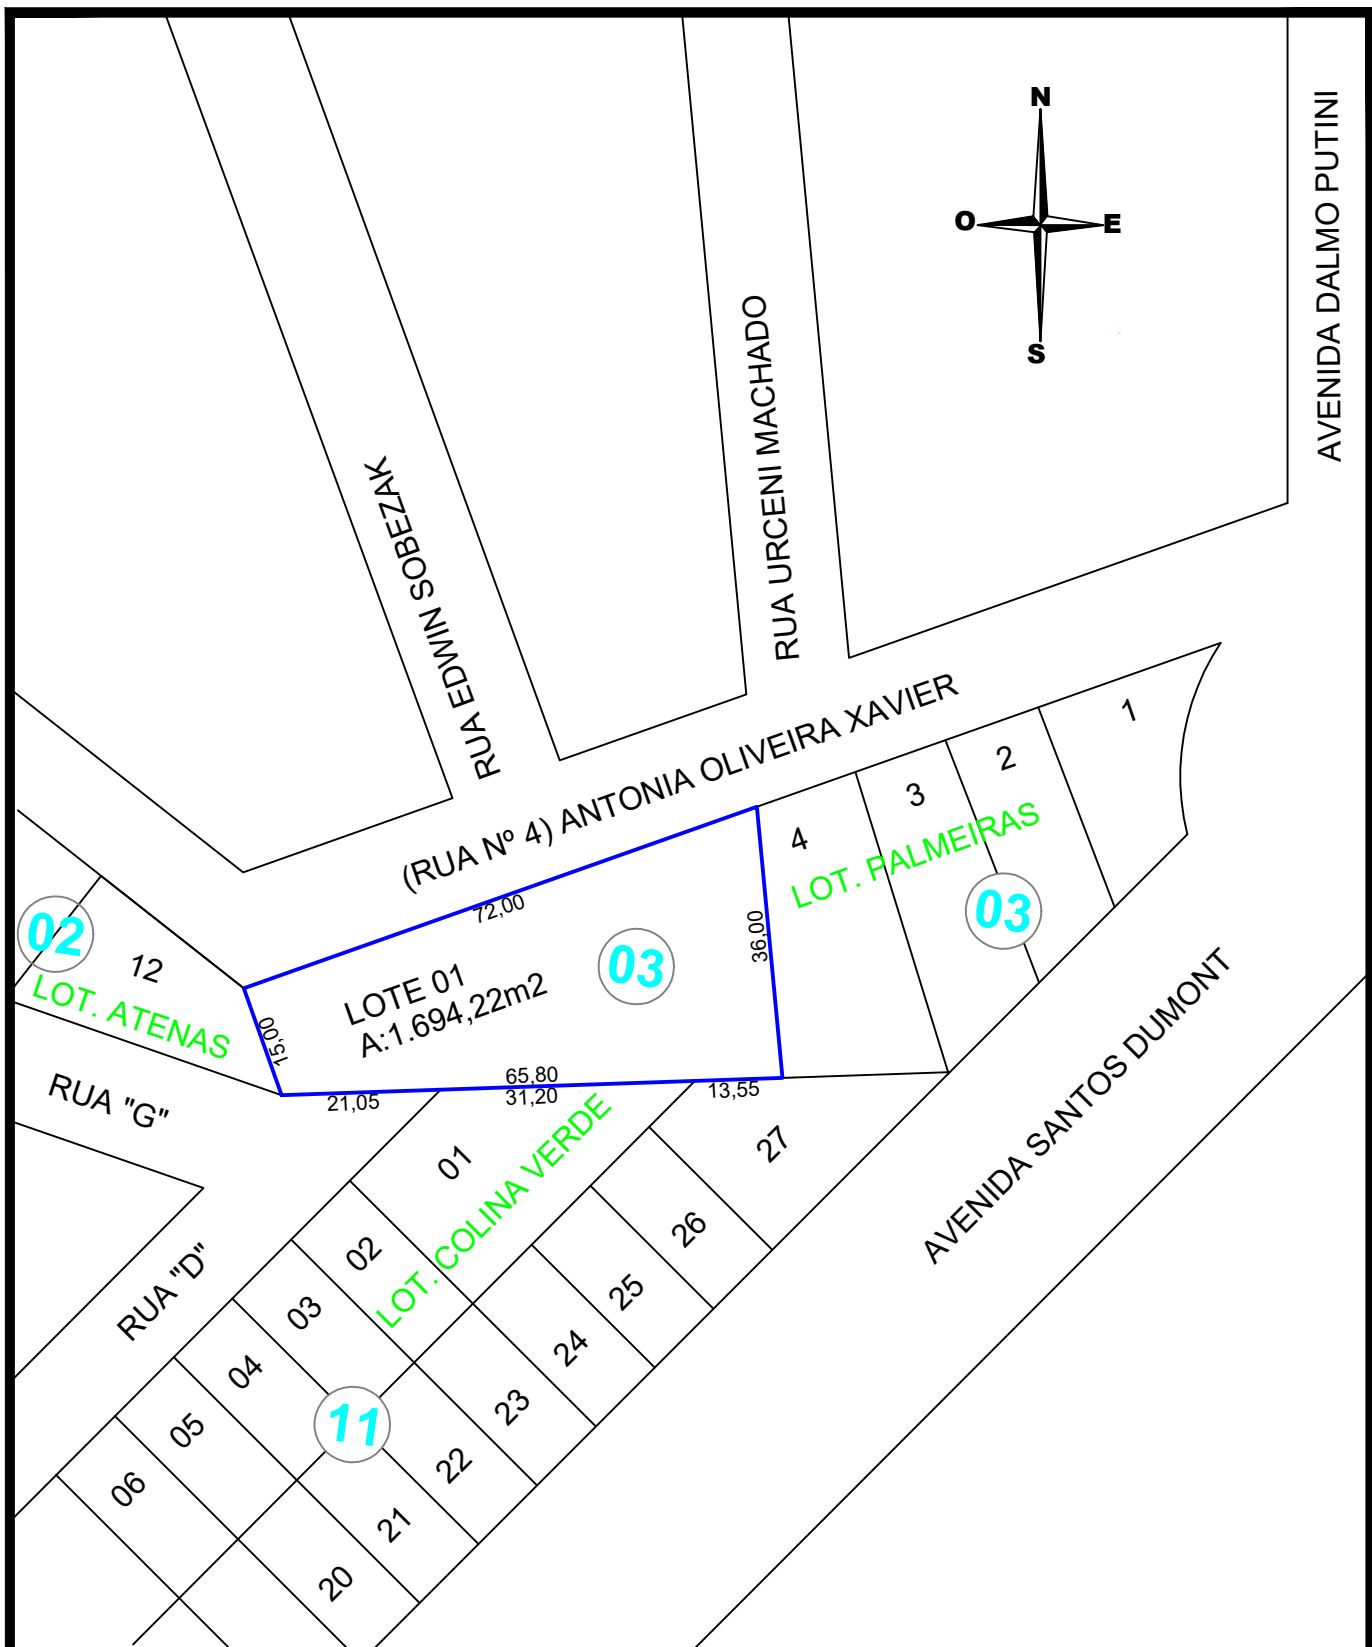 N
O
E
S
AVENIDA DALMO PUTINI
RUA URCENI MACHADO
RUA EDWIN SOBEZAK
(RUA Nº 4) ANTONIA OLIVEIRA XAVIER
1
2
3
4
LOT. PALMEIRAS
03
72,00
36,00
03
LOTE 01
A:1.694,22m2
15,00
02
12
LOT. ATENAS
65,80
21,05
31,20
13,55
RUA "G"
RUA "D"
LOT. COLINA VERDE
AVENIDA SANTOS DUMONT
01
02
03
04
05
06
11
27
26
25
24
23
22
21
20